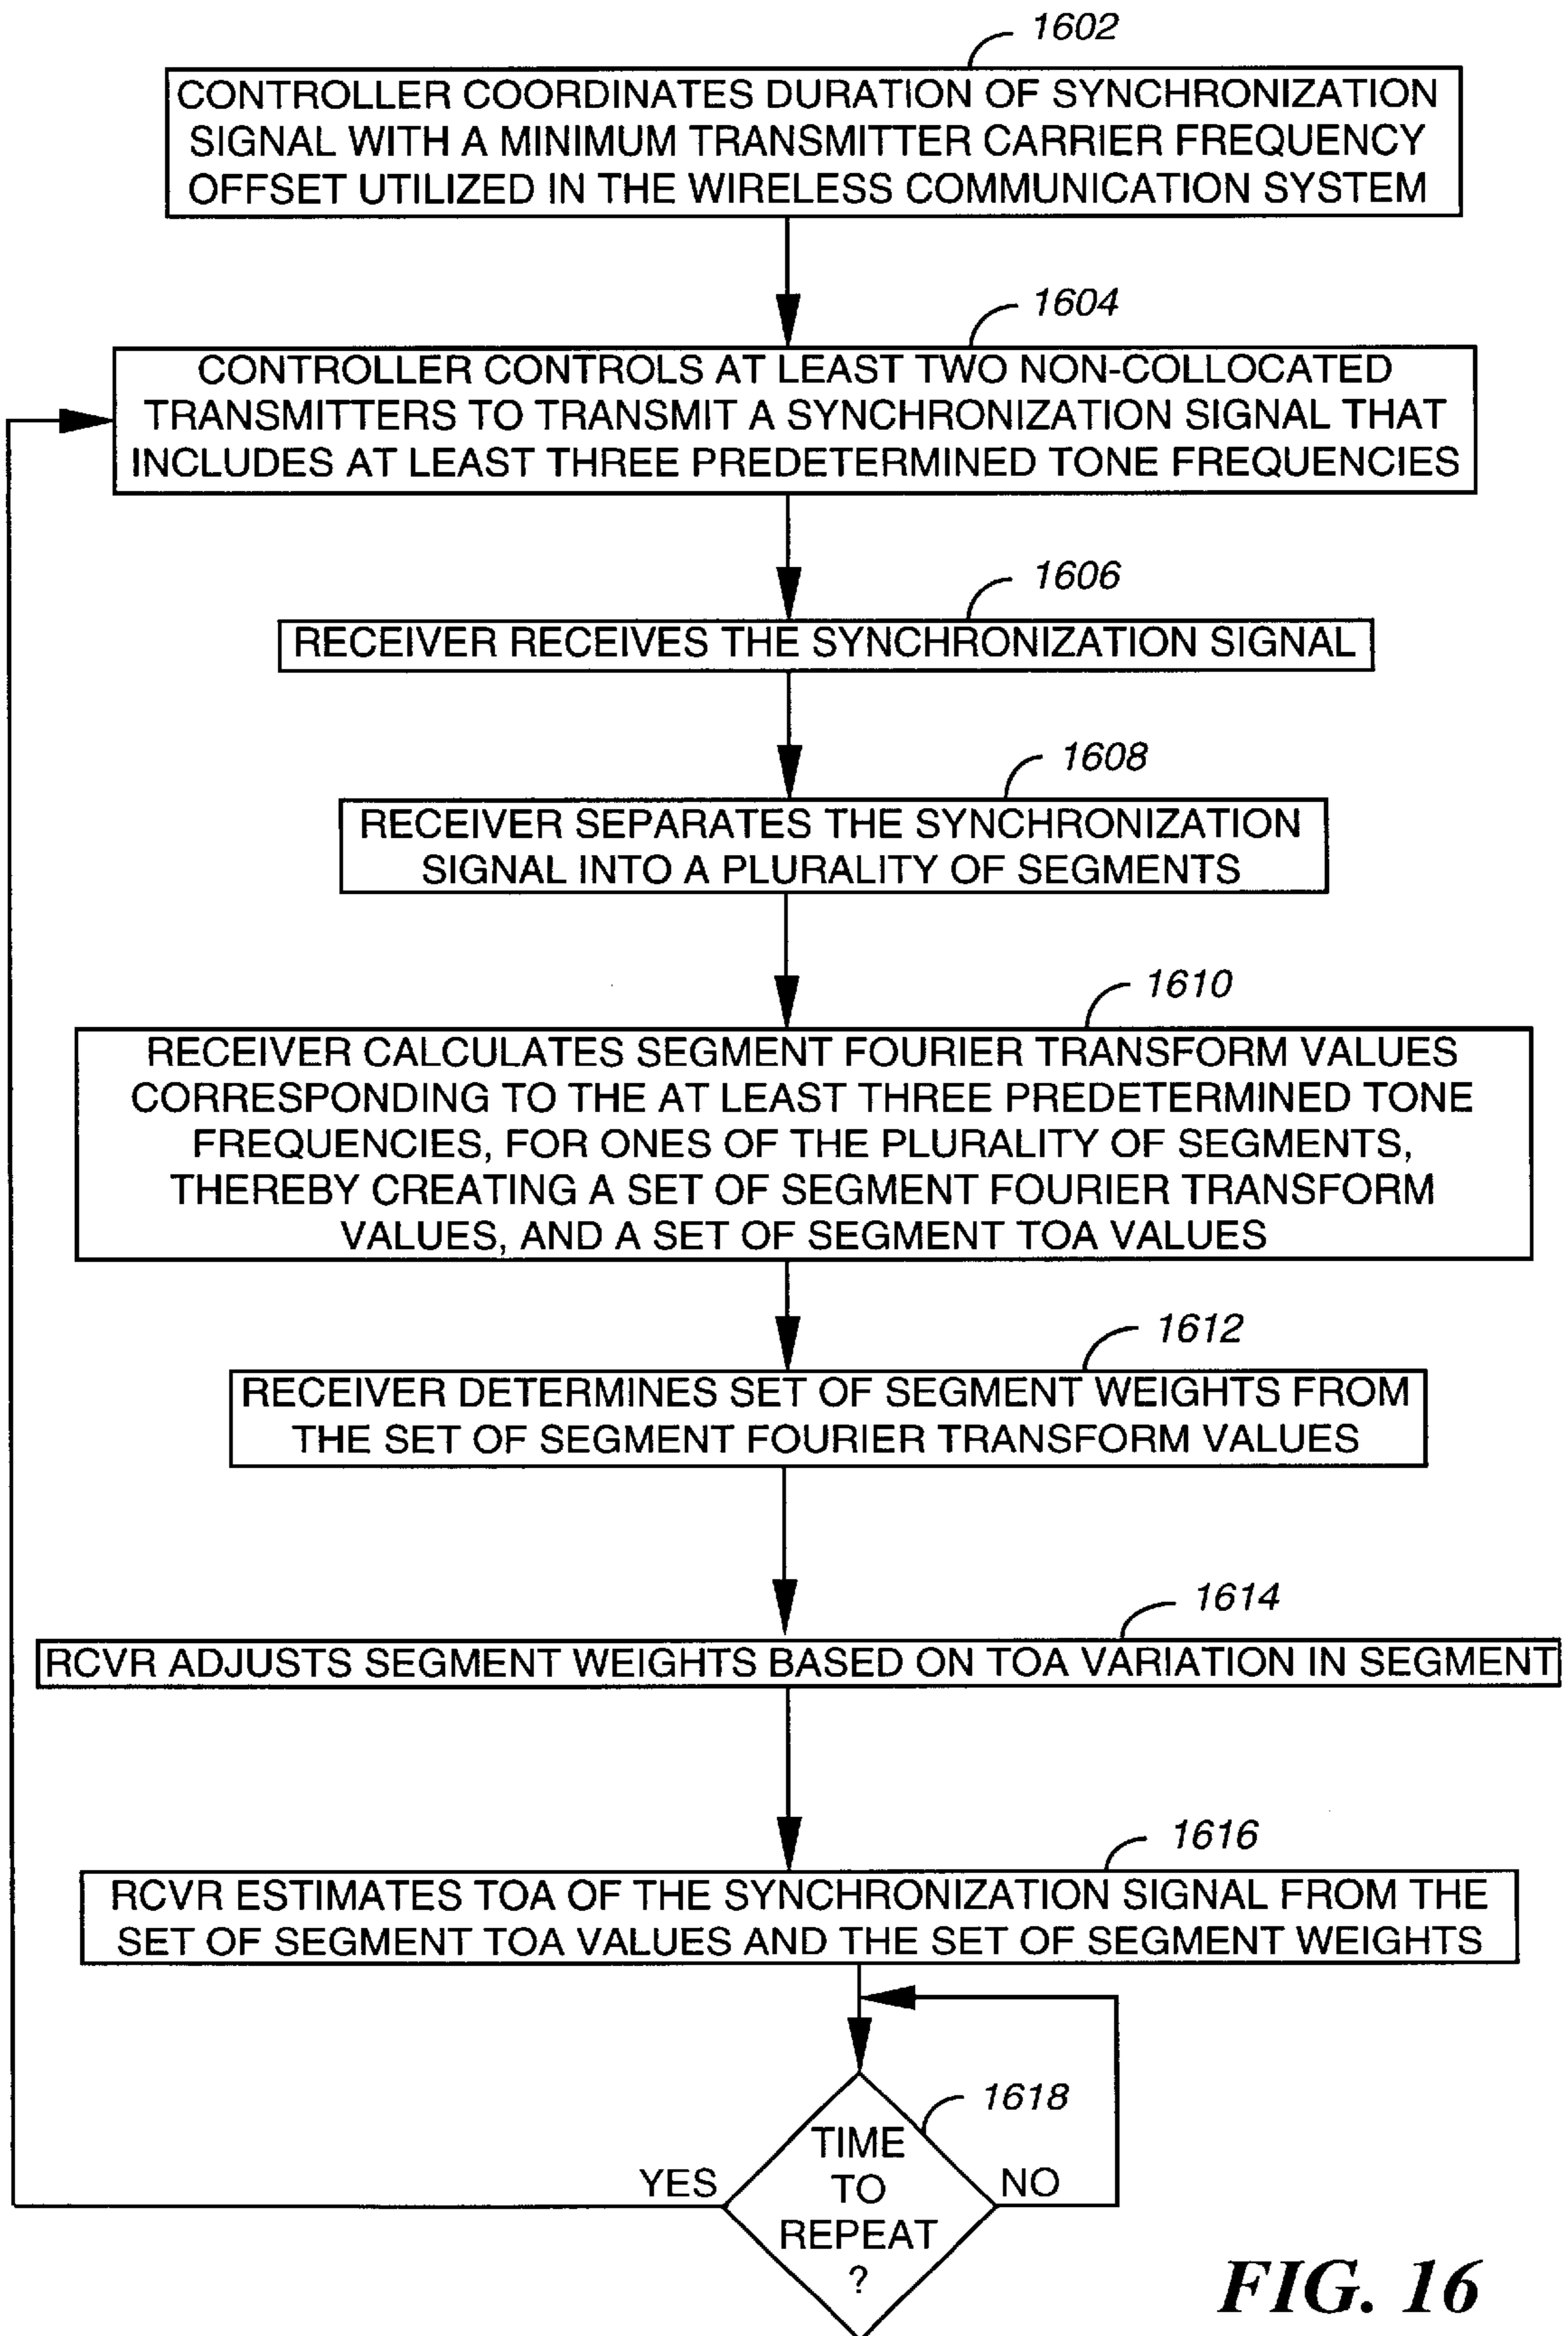 1602
CONTROLLER COORDINATES DURATION OF SYNCHRONIZATION
SIGNAL WITH A MINIMUM TRANSMITTER CARRIER FREQUENCY
OFFSET UTILIZED IN THE WIRELESS COMMUNICATION SYSTEM
1604
CONTROLLER CONTROLS AT LEAST TWO NON-COLLOCATED
TRANSMITTERS TO TRANSMIT A SYNCHRONIZATION SIGNAL THAT
INCLUDES AT LEAST THREE PREDETERMINED TONE FREQUENCIES
1606
RECEIVER RECEIVES THE SYNCHRONIZATION SIGNAL
1608
RECEIVER SEPARATES THE SYNCHRONIZATION
SIGNAL INTO A PLURALITY OF SEGMENTS
1610
RECEIVER CALCULATES SEGMENT FOURIER TRANSFORM VALUES
CORRESPONDING TO THE AT LEAST THREE PREDETERMINED TONE
FREQUENCIES, FOR ONES OF THE PLURALITY OF SEGMENTS,
THEREBY CREATING A SET OF SEGMENT FOURIER TRANSFORM
VALUES, AND A SET OF SEGMENT TOA VALUES
1612
RECEIVER DETERMINES SET OF SEGMENT WEIGHTS FROM
THE SET OF SEGMENT FOURIER TRANSFORM VALUES
1614
RCVR ADJUSTS SEGMENT WEIGHTS BASED ON TOA VARIATION IN SEGMENT
1616
RCVR ESTIMATES TOA OF THE SYNCHRONIZATION SIGNAL FROM THE
SET OF SEGMENT TOA VALUES AND THE SET OF SEGMENT WEIGHTS
1618
TIME
YES TO NO
REPEAT
?
FIG. 16